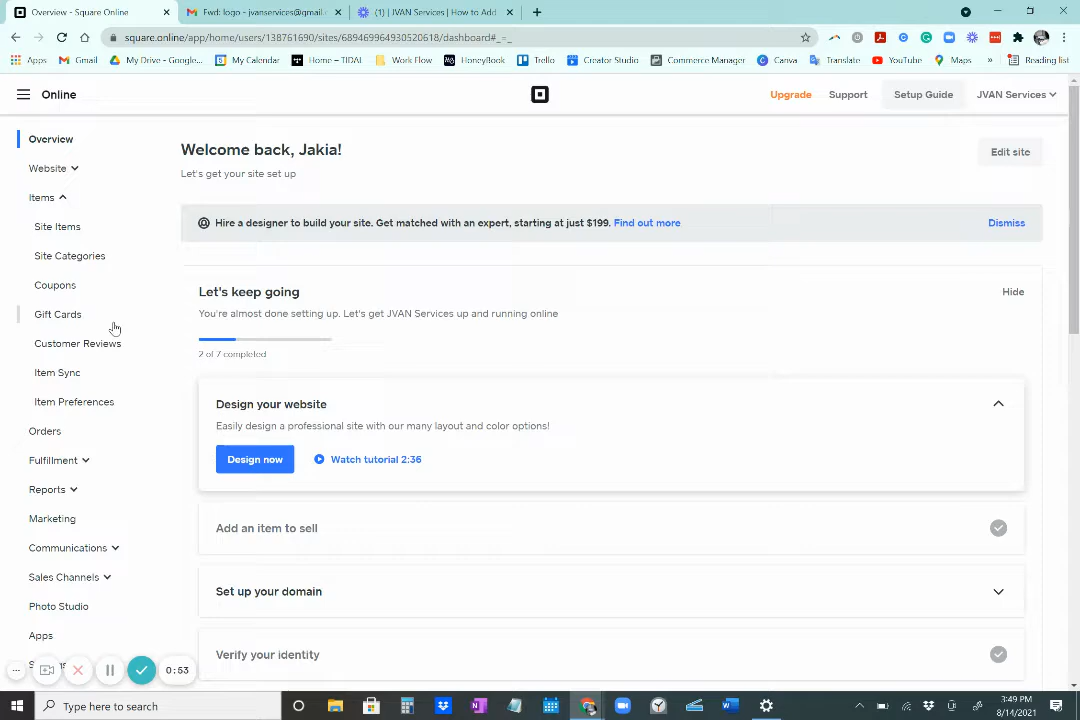 Overview - Square Online
Fwd: logo - jvanservices@gmail.c
(1) | JVAN Services | How to Add
square.online/app/home/users/138761690/sites/689469964930520618/dashboard#_=_
Apps
Gmail
My Drive - Google...
My Calendar
Home – TIDAL
Work Flow
HoneyBook
Trello
Creator Studio
Commerce Manager
Canva
Translate
YouTube
Maps
»
Reading list
Online
Upgrade
Support
Setup Guide
JVAN Services
Overview
Website
Items
Site Items
Site Categories
Coupons
Gift Cards
Customer Reviews
Item Sync
Item Preferences
Orders
Fulfillment
Reports
Marketing
Communications
Sales Channels
Photo Studio
Apps
Welcome back, Jakia!
Let's get your site set up
Edit site
Hire a designer to build your site. Get matched with an expert, starting at just $199. Find out more
Dismiss
Let's keep going
Hide
You're almost done setting up. Let's get JVAN Services up and running online
2 of 7 completed
Design your website
Easily design a professional site with our many layout and color options!
Design now
Watch tutorial 2:36
Add an item to sell
Set up your domain
Verify your identity
0:53
Type here to search
3:49 PM
8/14/2021